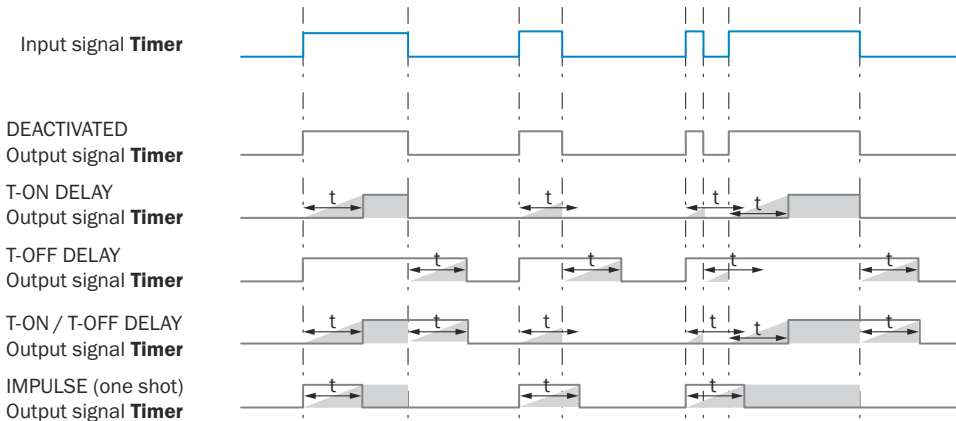 Input signal Timer
DEACTIVATED
Output signal Timer
T-ON DELAY
Output signal Timer
t
t
t
t
T-OFF DELAY
Output signal Timer
t
t
t
t
T-ON / T-OFF DELAY
Output signal Timer
t
t
t
t
t
t
IMPULSE (one shot)
Output signal Timer
t
t
t